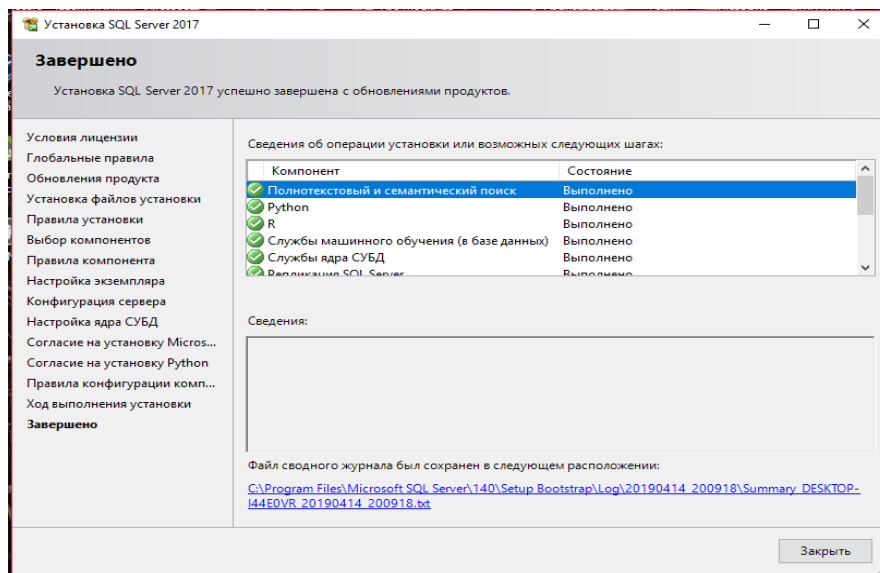 Установка SQL Server 2017
Завершено
Установка SQL Server 2017 успешно завершена с обновлениями продуктов.
Условия лицензии
Глобальные правила
Обновления продукта
Установка файлов установки
Правила установки
Выбор компонентов
Правила компонента
Настройка экземпляра
Конфигурация сервера
Настройка ядра СУБД
Согласие на установку Micros...
Согласие на установку Python
Правила конфигурации комп...
Ход выполнения установки
Завершено
Сведения об операции установки или возможных следующих шагах:
Компонент Состояние
Полнотекстовый и семантический поиск Выполнено
Python Выполнено
R Выполнено
Службы машинного обучения (в базе данных) Выполнено
Службы ядра СУБД Выполнено
Репликация SQL Server Выполнено
Сведения:
Файл сводного журнала был сохранен в следующем расположении:
C:\Program Files\Microsoft SQL Server\140\Setup Bootstrap\Log\20190414_200918\Summary_DESKTOP-
I44E0VR_20190414_200918.txt
Закрыть